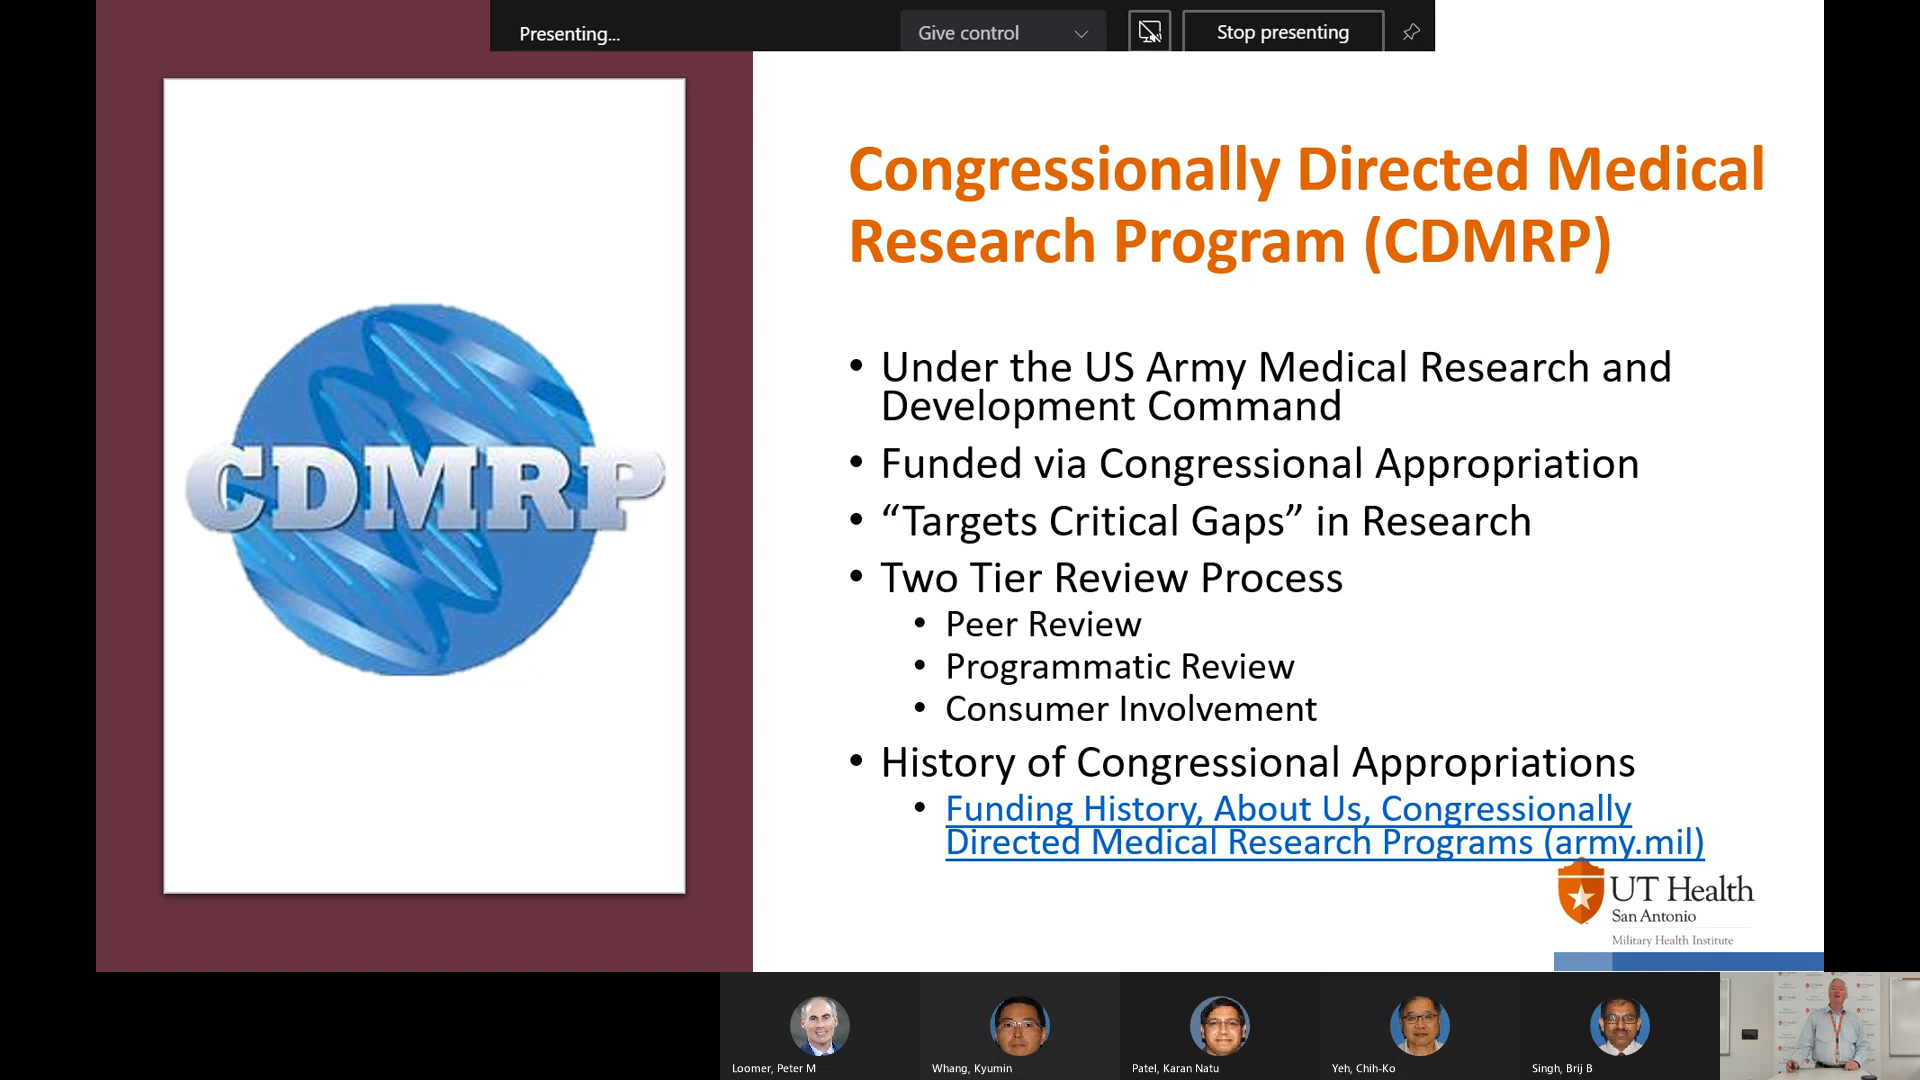 Presenting...
Give control
Stop presenting
CDMRP
Congressionally Directed Medical
Research Program (CDMRP)
• Under the US Army Medical Research and
Development Command
• Funded via Congressional Appropriation
• “Targets Critical Gaps” in Research
• Two Tier Review Process
• Peer Review
• Programmatic Review
• Consumer Involvement
• History of Congressional Appropriations
• Funding History, About Us, Congressionally
Directed Medical Research Programs (army.mil)
UT Health
San Antonio
Military Health Institute
Loomer, Peter M
Whang, Kyumin
Patel, Karan Natu
Yeh, Chih-Ko
Singh, Brij B